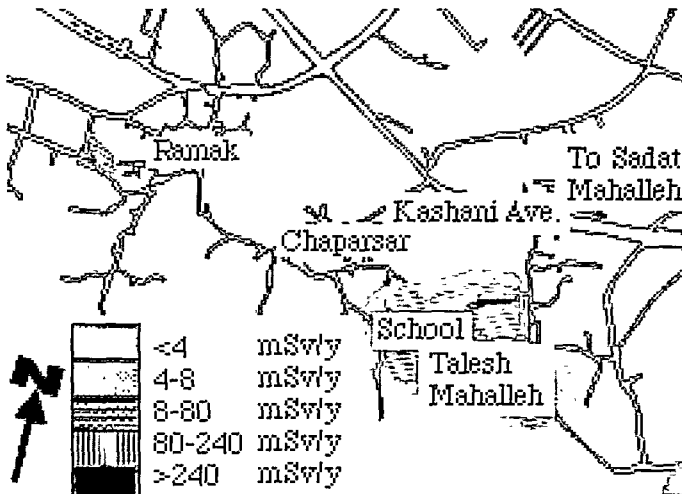 Ramak
To Sadat
Mahalleh
Kashani Ave.
Chaparsar
School
Talesh
Mahalleh
N
<4 mSv/y
4-8 mSv/y
8-80 mSv/y
80-240 mSv/y
>240 mSv/y